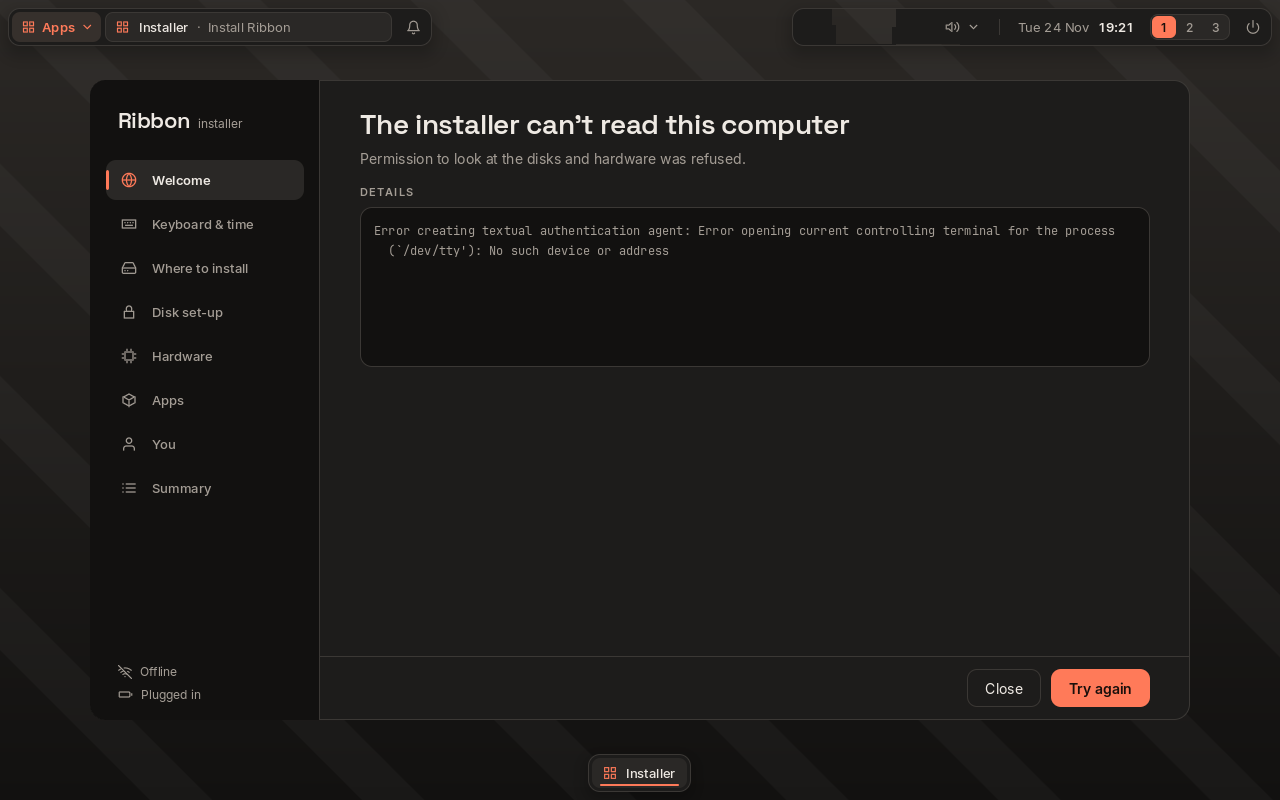 Apps
Installer · Install Ribbon
Tue 24 Nov 19:21
1 2 3
Ribbon installer
Welcome
Keyboard & time
Where to install
Disk set-up
Hardware
Apps
You
Summary
Offline
Plugged in
The installer can’t read this computer
Permission to look at the disks and hardware was refused.
DETAILS
Error creating textual authentication agent: Error opening current controlling terminal for the process
(`/dev/tty'): No such device or address
Close
Try again
Installer